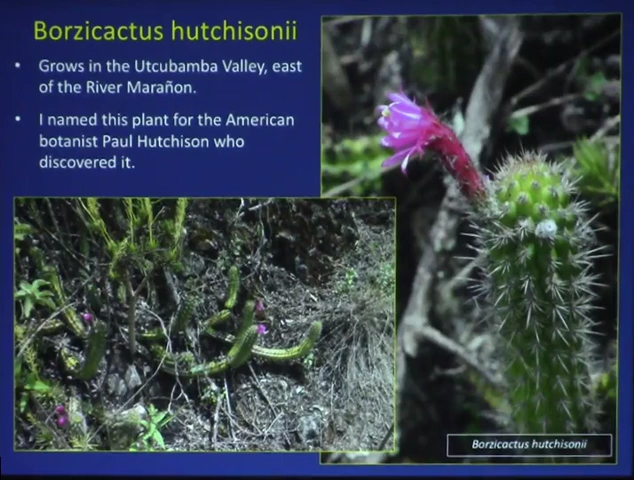 Borzicactus hutchisonii
• Grows in the Utcubamba Valley, east
of the River Marañon.
• I named this plant for the American
botanist Paul Hutchison who
discovered it.
Borzicactus hutchisonii